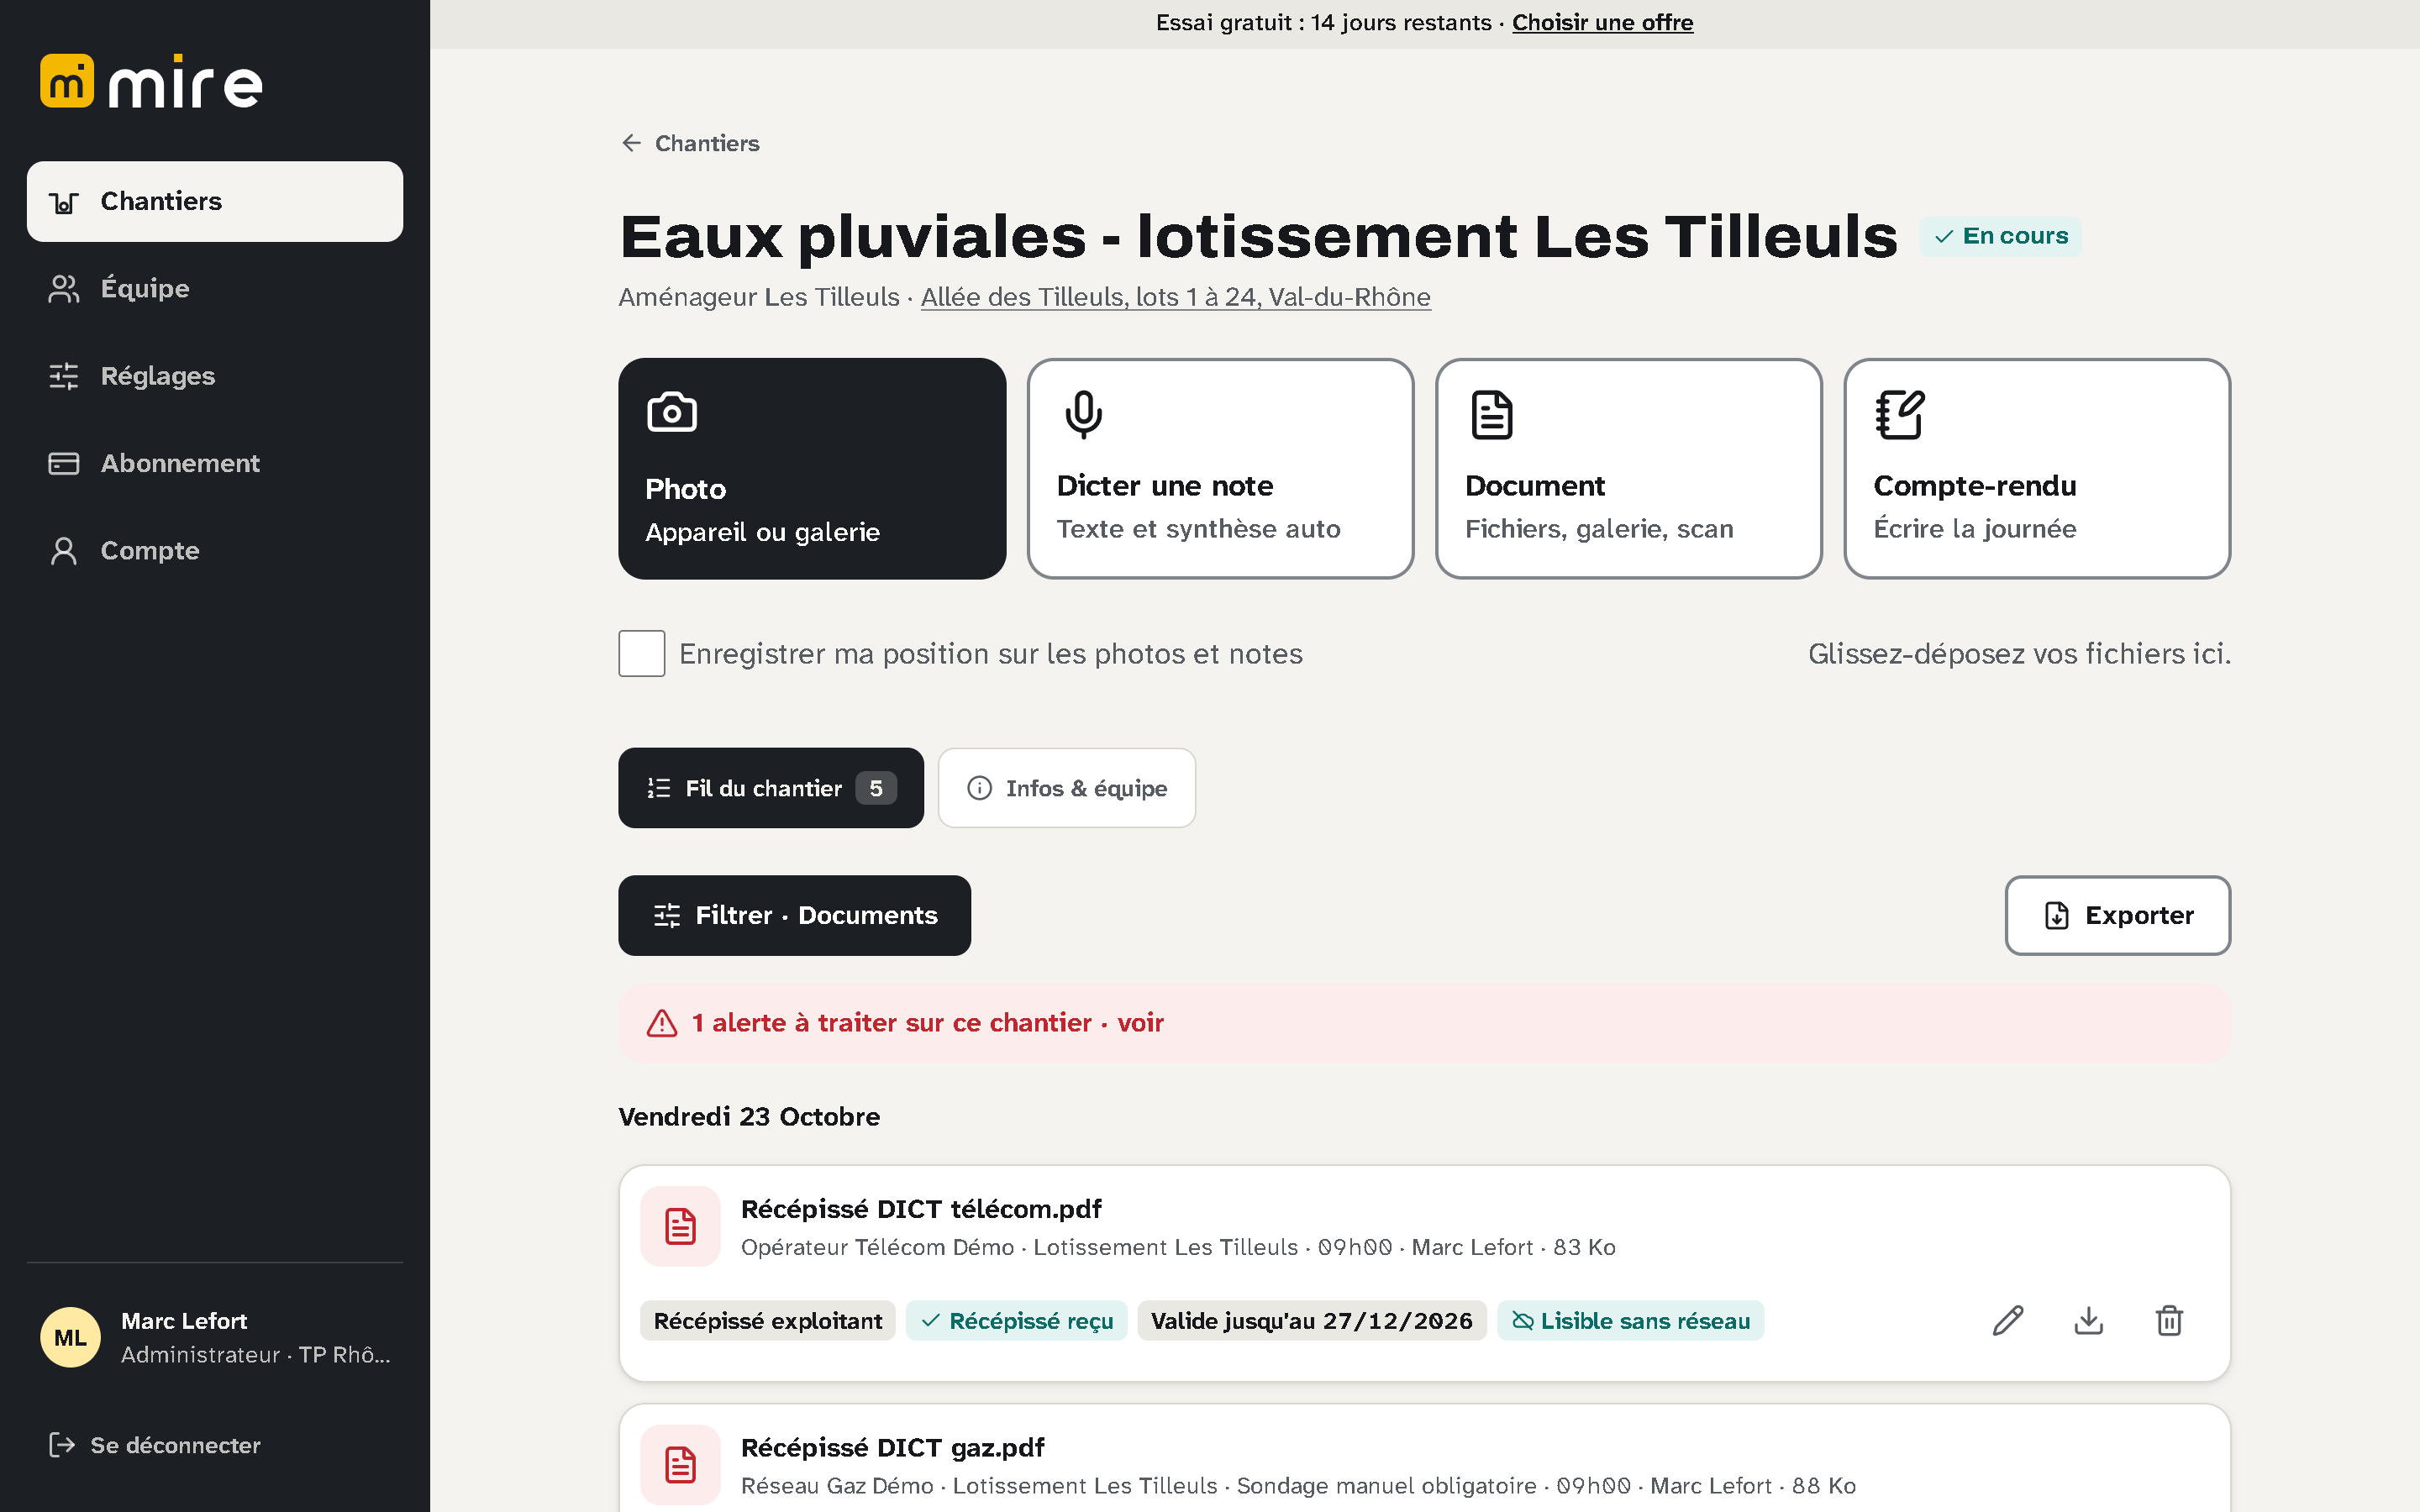 Essai gratuit : 14 jours restants · Choisir une offre
m mire
Chantiers
Équipe
Réglages
Abonnement
Compte
ML
Marc Lefort
Administrateur · TP Rhô...
Se déconnecter
Chantiers
Eaux pluviales - lotissement Les Tilleuls
En cours
Aménageur Les Tilleuls · Allée des Tilleuls, lots 1 à 24, Val-du-Rhône
Photo
Appareil ou galerie
Dicter une note
Texte et synthèse auto
Document
Fichiers, galerie, scan
Compte-rendu
Écrire la journée
Enregistrer ma position sur les photos et notes
Glissez-déposez vos fichiers ici.
Fil du chantier 5
Infos & équipe
Filtrer · Documents
Exporter
1 alerte à traiter sur ce chantier · voir
Vendredi 23 Octobre
Récépissé DICT télécom.pdf
Opérateur Télécom Démo · Lotissement Les Tilleuls · 09h00 · Marc Lefort · 83 Ko
Récépissé exploitant
Récépissé reçu
Valide jusqu'au 27/12/2026
Lisible sans réseau
Récépissé DICT gaz.pdf
Réseau Gaz Démo · Lotissement Les Tilleuls · Sondage manuel obligatoire · 09h00 · Marc Lefort · 88 Ko